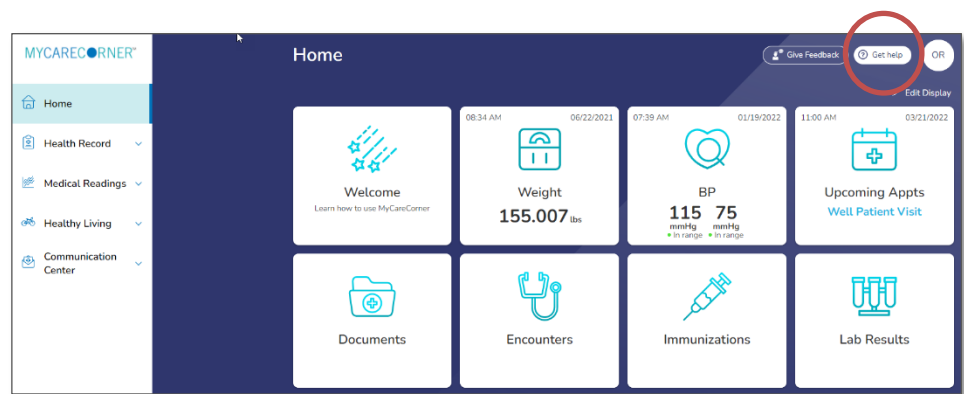 MYCARECORNER™
Home
Give Feedback
Get help
OR
Edit Display
Home
Health Record
Medical Readings
Healthy Living
Communication
Center
Welcome
Learn how to use MyCareCorner
08:34 AM 06/22/2021
Weight
155.007 lbs
07:39 AM 01/19/2022
BP
115 75
mmHg mmHg
In range In range
11:00 AM 03/21/2022
Upcoming Appts
Well Patient Visit
Documents
Encounters
Immunizations
Lab Results